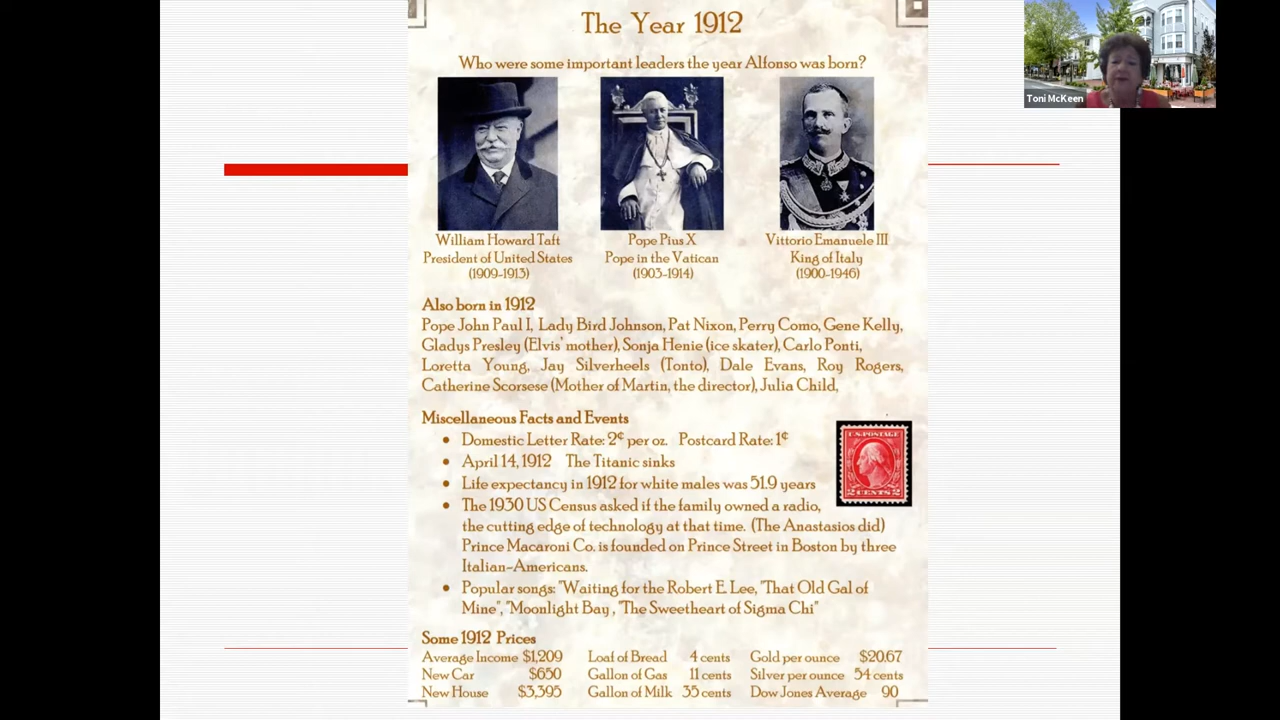 The Year 1912
Toni McKeen
Who were some important leaders the year Alfonso was born?
William Howard Taft
President of United States
(1909-1913)
Pope Pius X
Pope in the Vatican
(1903-1914)
Vittorio Emanuele III
King of Italy
(1900-1946)
Also born in 1912
Pope John Paul I, Lady Bird Johnson, Pat Nixon, Perry Como, Gene Kelly,
Gladys Presley (Elvis' mother), Sonja Henie (ice skater), Carlo Ponti,
Loretta Young, Jay Silverheels (Tonto), Dale Evans, Roy Rogers,
Catherine Scorsese (Mother of Martin, the director), Julia Child,
Miscellaneous Facts and Events
• Domestic Letter Rate: 2¢ per oz. Postcard Rate: 1¢
• April 14, 1912 The Titanic sinks
• Life expectancy in 1912 for white males was 51.9 years
• The 1930 US Census asked if the family owned a radio,
the cutting edge of technology at that time. (The Anastasios did)
Prince Macaroni Co. is founded on Prince Street in Boston by three
Italian-Americans.
• Popular songs: "Waiting for the Robert E. Lee, "That Old Gal of
Mine", "Moonlight Bay , "The Sweetheart of Sigma Chi"
U.S. POSTAGE
2 CENTS 2
Some 1912 Prices
Average Income $1,209 Loaf of Bread 4 cents Gold per ounce $20.67
New Car $650 Gallon of Gas 11 cents Silver per ounce 54 cents
New House $3,395 Gallon of Milk 35 cents Dow Jones Average 90